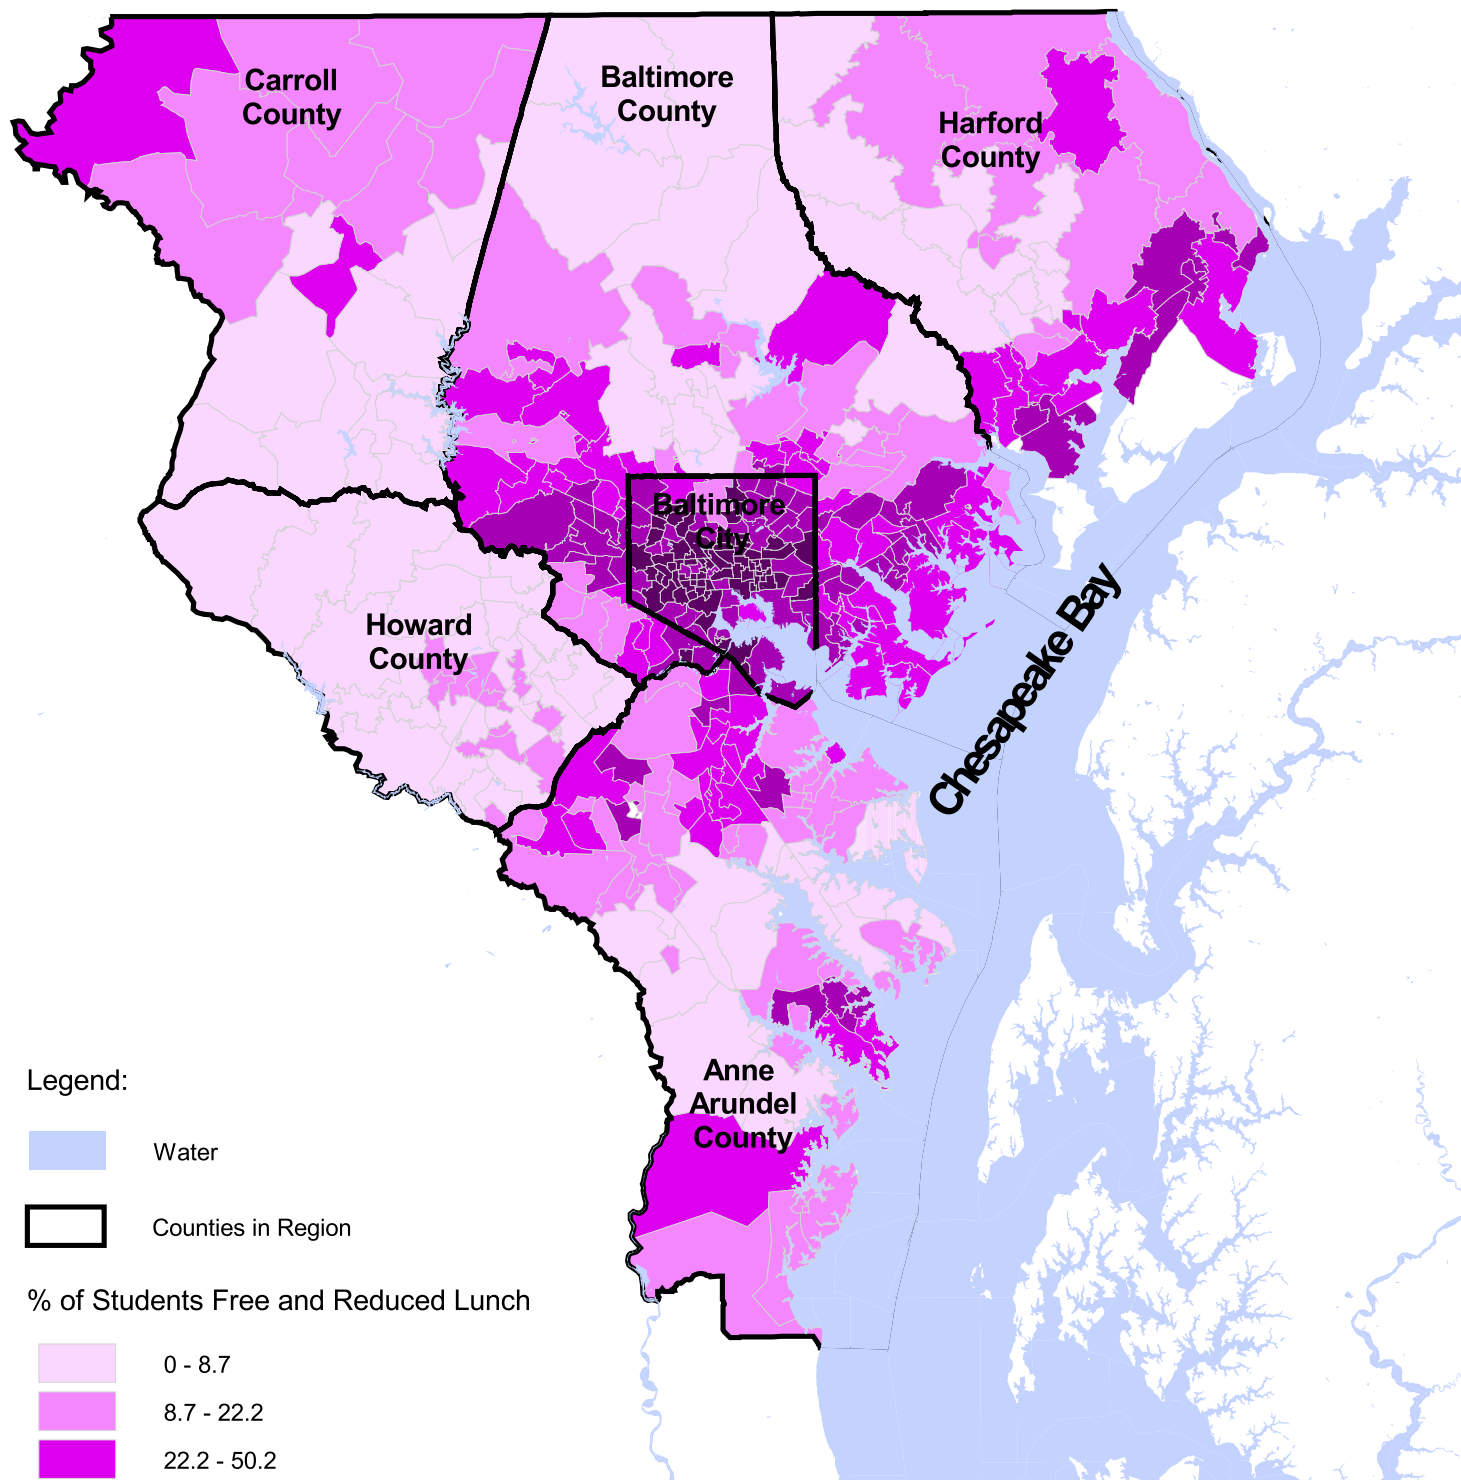 Carroll
County
Baltimore
County
Harford
County
Baltimore
City
Howard
County
Chesapeake Bay
Anne
Arundel
County
Legend:
Water
Counties in Region
% of Students Free and Reduced Lunch
0 - 8.7
8.7 - 22.2
22.2 - 50.2